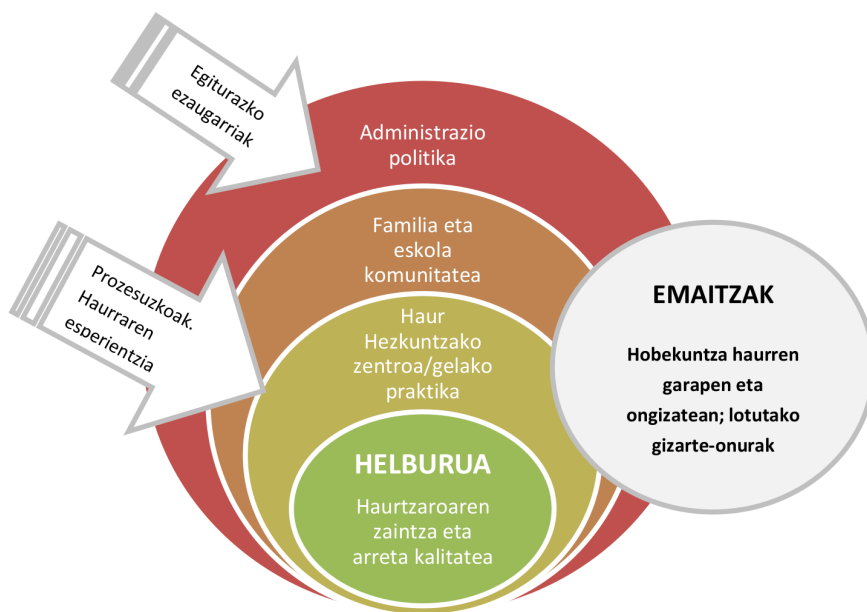 Egiturazko
ezaugarriak
Administrazio
politika
Prozesuzkoak.
Haurraren
esperientzia
Familia eta
eskola
komunitatea
Haur
Hezkuntzako
zentroa/gelako
praktika
HELBURUA
Haurtzaroaren
zaintza eta
arreta kalitatea
EMAITZAK
Hobekuntza haurren
garapen eta
ongizatean; lotutako
gizarte-onurak